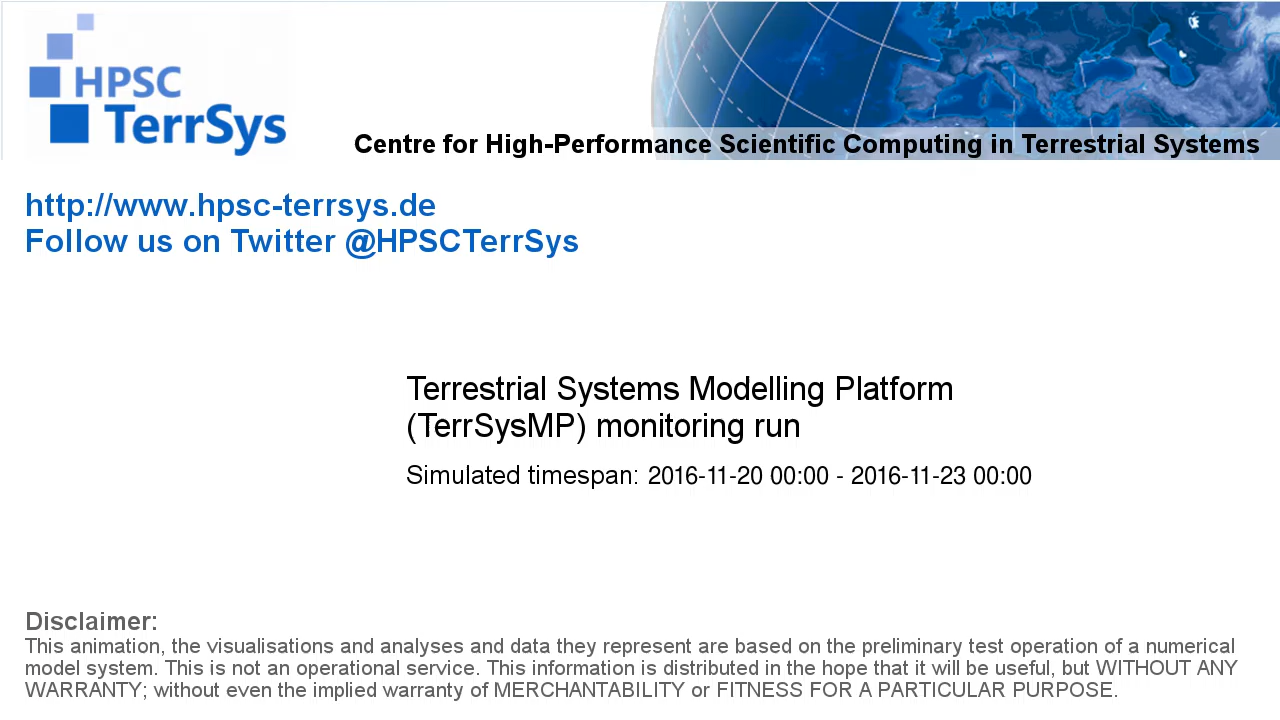 HPSC
TerrSys
Centre for High-Performance Scientific Computing in Terrestrial Systems
http://www.hpsc-terrsys.de
Follow us on Twitter @HPSCTerrSys
Terrestrial Systems Modelling Platform
(TerrSysMP) monitoring run
Simulated timespan: 2016-11-20 00:00 - 2016-11-23 00:00
Disclaimer:
This animation, the visualisations and analyses and data they represent are based on the preliminary test operation of a numerical
model system. This is not an operational service. This information is distributed in the hope that it will be useful, but WITHOUT ANY
WARRANTY; without even the implied warranty of MERCHANTABILITY or FITNESS FOR A PARTICULAR PURPOSE.